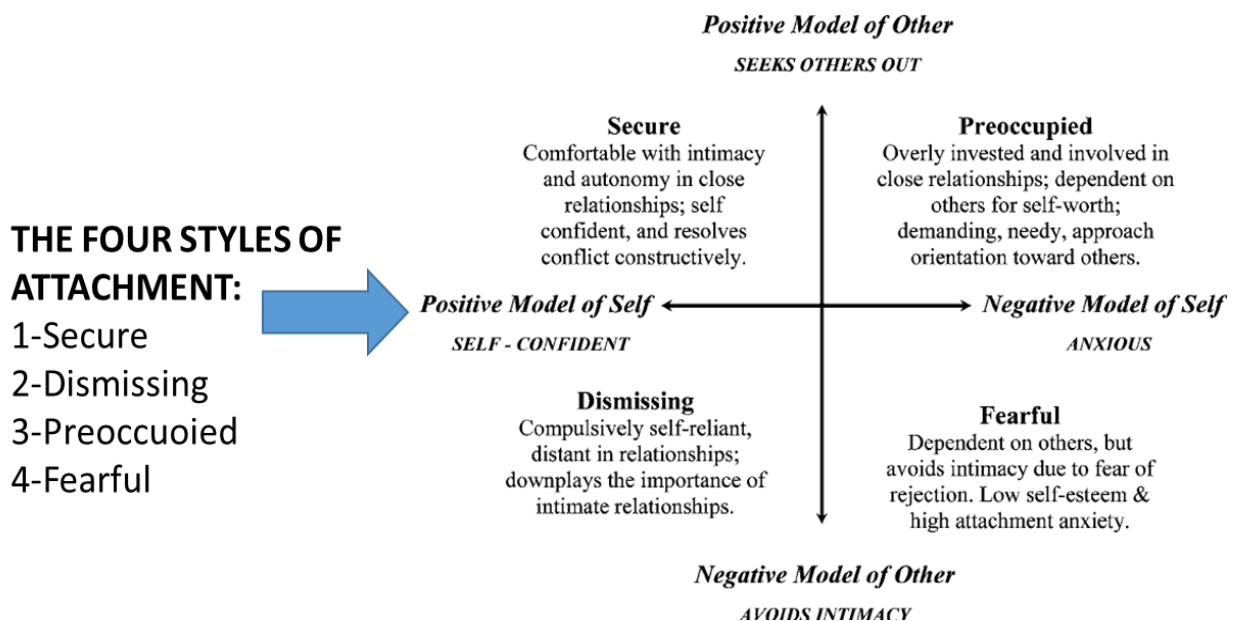 THE FOUR STYLES OF
ATTACHMENT:
1-Secure
2-Dismissing
3-Preoccuoied
4-Fearful
Positive Model of Other
SEEKS OTHERS OUT
Secure
Comfortable with intimacy
and autonomy in close
relationships; self
confident, and resolves
conflict constructively.
Preoccupied
Overly invested and involved in
close relationships; dependent on
others for self-worth;
demanding, needy, approach
orientation toward others.
Positive Model of Self
SELF - CONFIDENT
Negative Model of Self
ANXIOUS
Dismissing
Compulsively self-reliant,
distant in relationships;
downplays the importance of
intimate relationships.
Fearful
Dependent on others, but
avoids intimacy due to fear of
rejection. Low self-esteem &
high attachment anxiety.
Negative Model of Other
AVOIDS INTIMACY